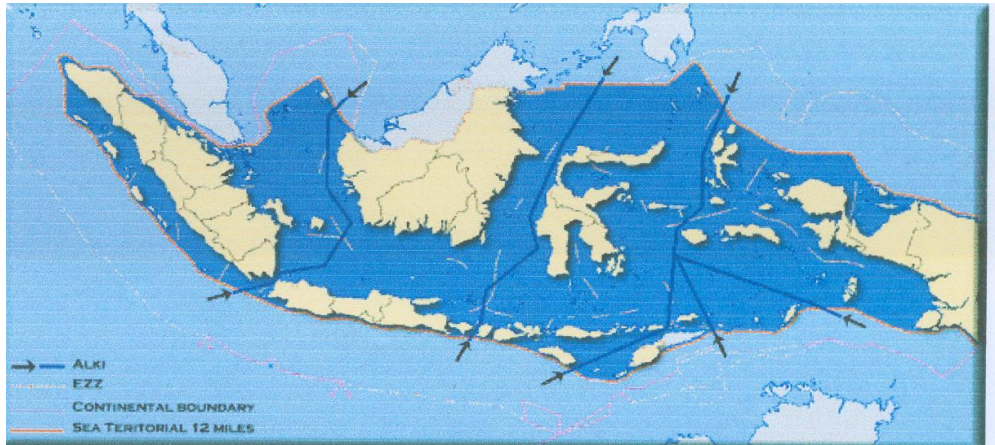 ALKI
EZZ
CONTINENTAL BOUNDARY
SEA TERITORIAL 12 MILES